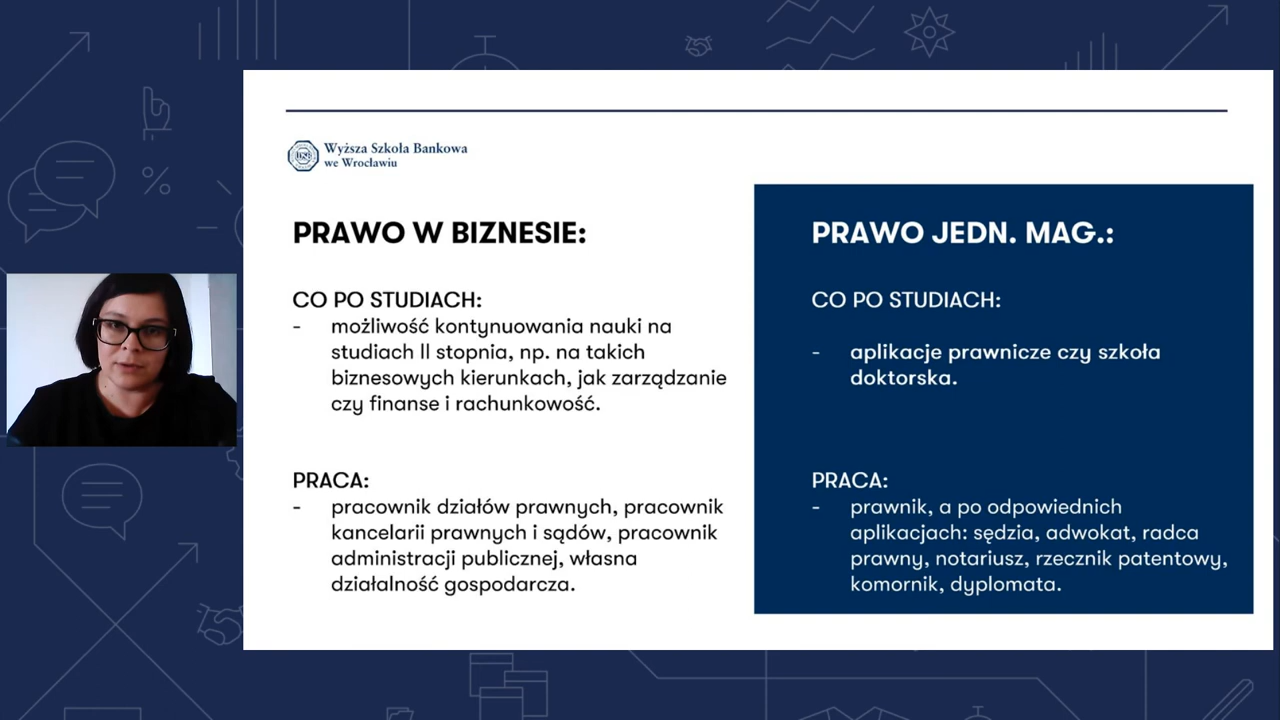 Wyższa Szkoła Bankowa
we Wrocławiu
PRAWO W BIZNESIE:
CO PO STUDIACH:
- możliwość kontynuowania nauki na
studiach II stopnia, np. na takich
biznesowych kierunkach, jak zarządzanie
czy finanse i rachunkowość.
PRACA:
- pracownik działów prawnych, pracownik
kancelarii prawnych i sądów, pracownik
administracji publicznej, własna
działalność gospodarcza.
PRAWO JEDN. MAG.:
CO PO STUDIACH:
- aplikacje prawnicze czy szkoła
doktorska.
PRACA:
- prawnik, a po odpowiednich
aplikacjach: sędzia, adwokat, radca
prawny, notariusz, rzecznik patentowy,
komornik, dyplomata.